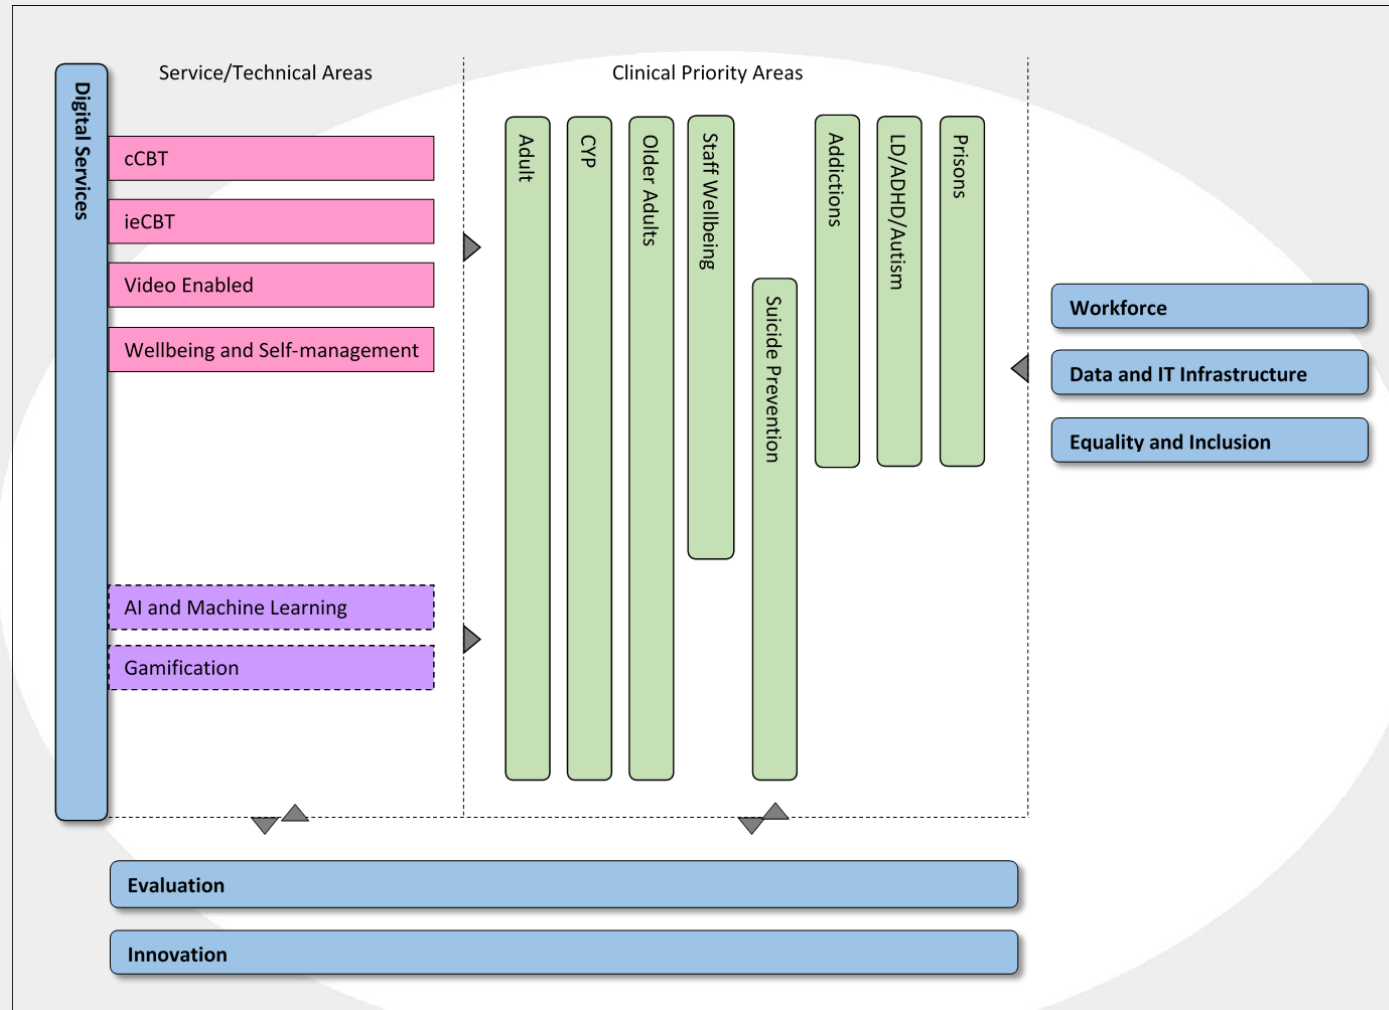 Service/Technical Areas
Clinical Priority Areas
Digital Services
cCBT
ieCBT
Video Enabled
Wellbeing and Self-management
AI and Machine Learning
Gamification
Adult
CYP
Older Adults
Staff Wellbeing
Suicide Prevention
Addictions
LD/ADHD/Autism
Prisons
Workforce
Data and IT Infrastructure
Equality and Inclusion
Evaluation
Innovation